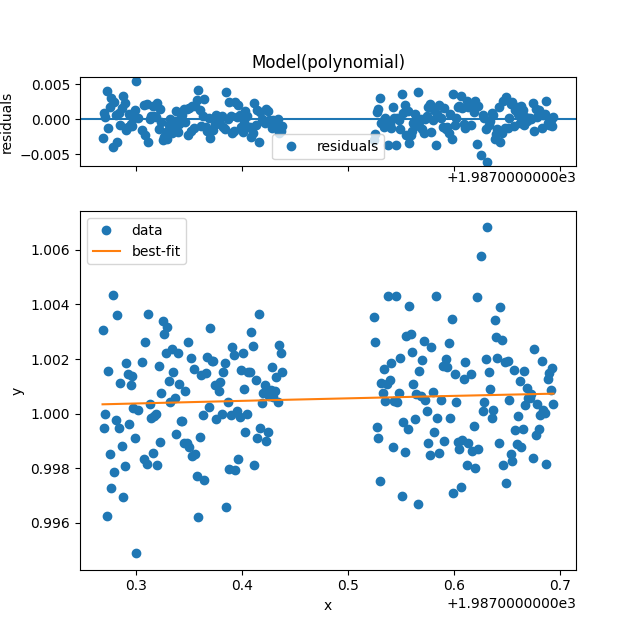 Model(polynomial)
residuals
0.005
0.000
−0.005
residuals
+1.9870000000e3
y
1.006
1.004
1.002
1.000
0.998
0.996
data
best-fit
0.3
0.4
0.5
0.6
0.7
x
+1.9870000000e3